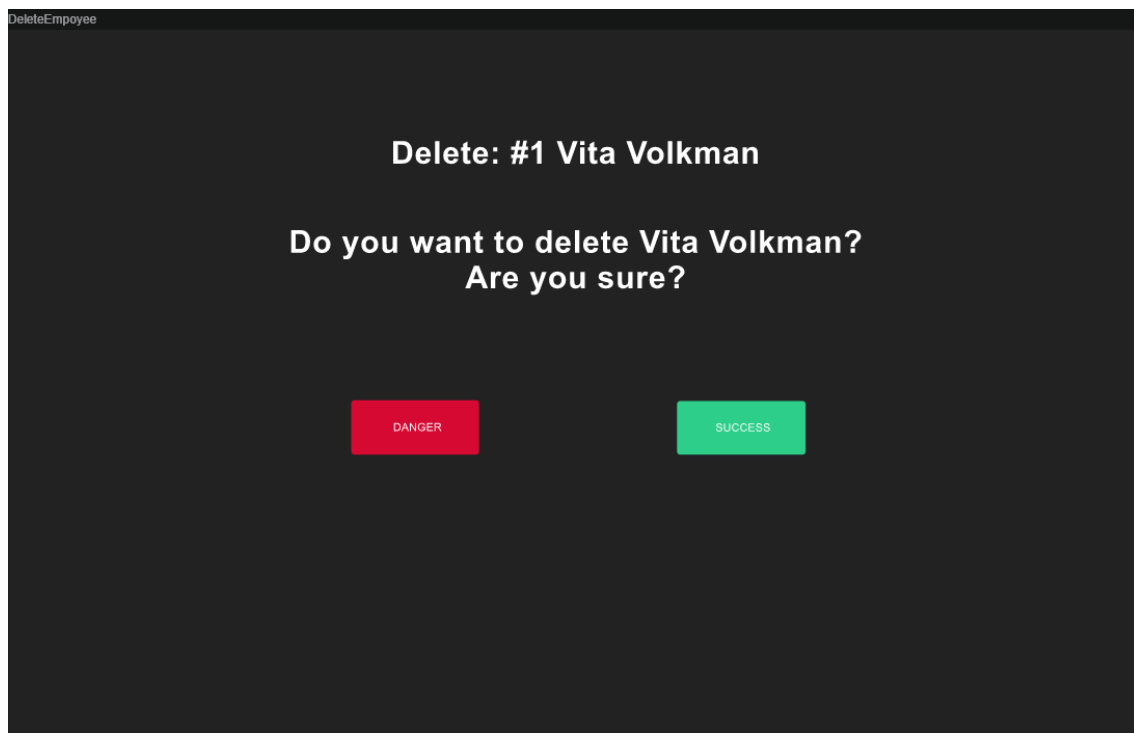 DeleteEmpoyee
Delete: #1 Vita Volkman
Do you want to delete Vita Volkman?
Are you sure?
DANGER
SUCCESS